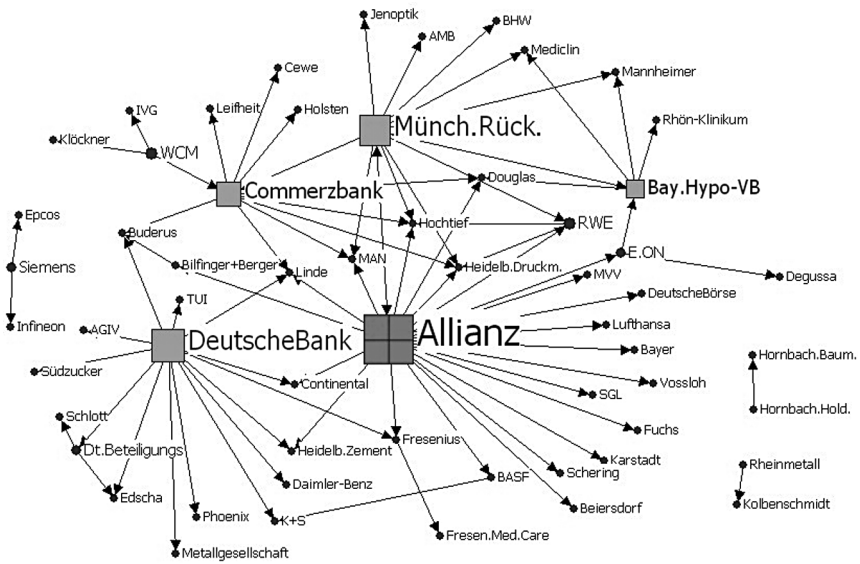 Jenoptik
BHW
AMB
Mediclin
Cewe
Mannheimer
IVG
Leifheit
Holsten
Münch.Rück.
Rhön-Klinikum
Klöckner
WCM
Commerzbank
Douglas
Bay.Hypo-VB
Epcos
Buderus
Hochtief
RWE
E.ON
Siemens
Bilfinger+Berger
Linde
MAN
Heidelb.Druckm.
MVV
Degussa
TUI
DeutscheBörse
Infineon
AGIV
DeutscheBank
Allianz
Lufthansa
Bayer
Hornbach.Baum.
Südzucker
Continental
Vossloh
SGL
Schlott
Hornbach.Hold.
Fuchs
Dt.Beteiligungs
Heidelb.Zement
Fresenius
Karstadt
Rheinmetall
Schering
Daimler-Benz
BASF
Edscha
Kolbenschmidt
Beiersdorf
Phoenix
K+S
Fresen.Med.Care
Metallgesellschaft